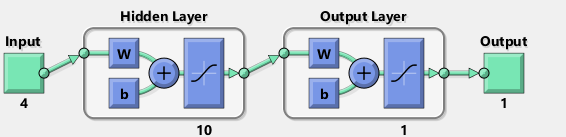 Hidden Layer
Output Layer
Input
W
b
+
W
b
+
Output
4
10
1
1